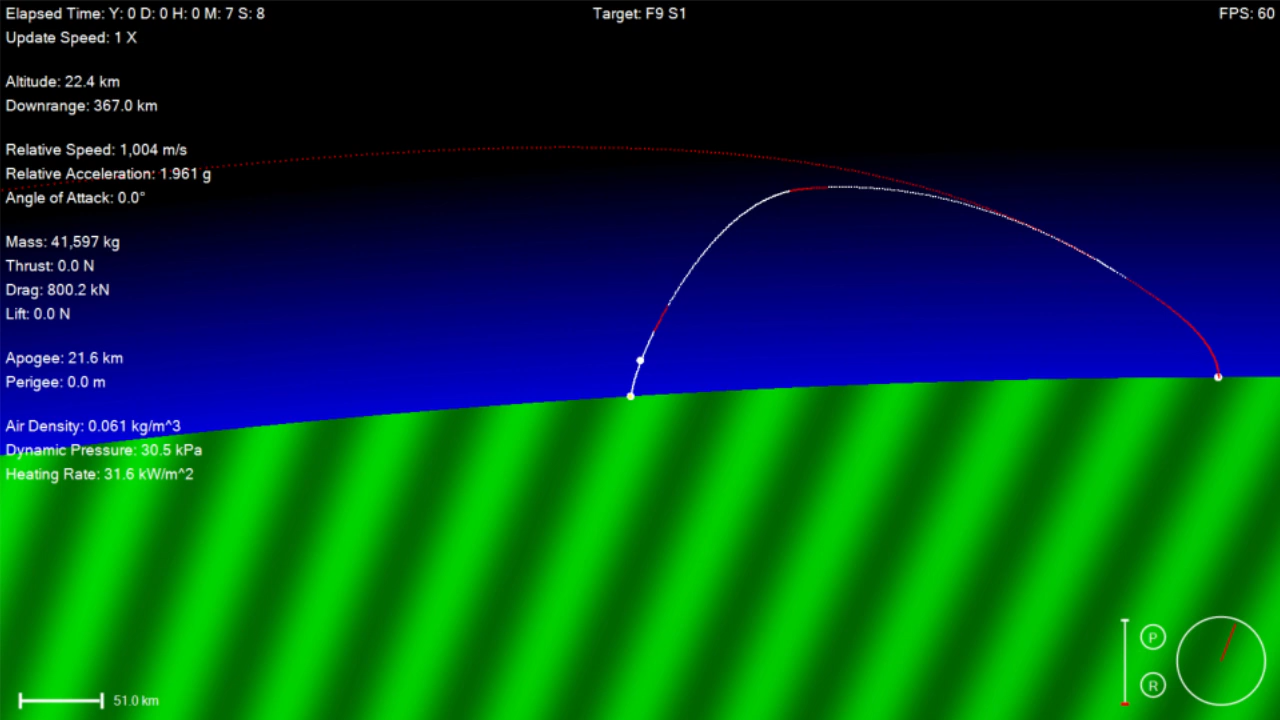 Elapsed Time: Y: 0 D: 0 H: 0 M: 7 S: 8
Target: F9 S1
FPS: 60
Update Speed: 1 X
Altitude: 22.4 km
Downrange: 367.0 km
Relative Speed: 1,004 m/s
Relative Acceleration: 1.961 g
Angle of Attack: 0.0°
Mass: 41,597 kg
Thrust: 0.0 N
Drag: 800.2 kN
Lift: 0.0 N
Apogee: 21.6 km
Perigee: 0.0 m
Air Density: 0.061 kg/m^3
Dynamic Pressure: 30.5 kPa
Heating Rate: 31.6 kW/m^2
P
R
51.0 km